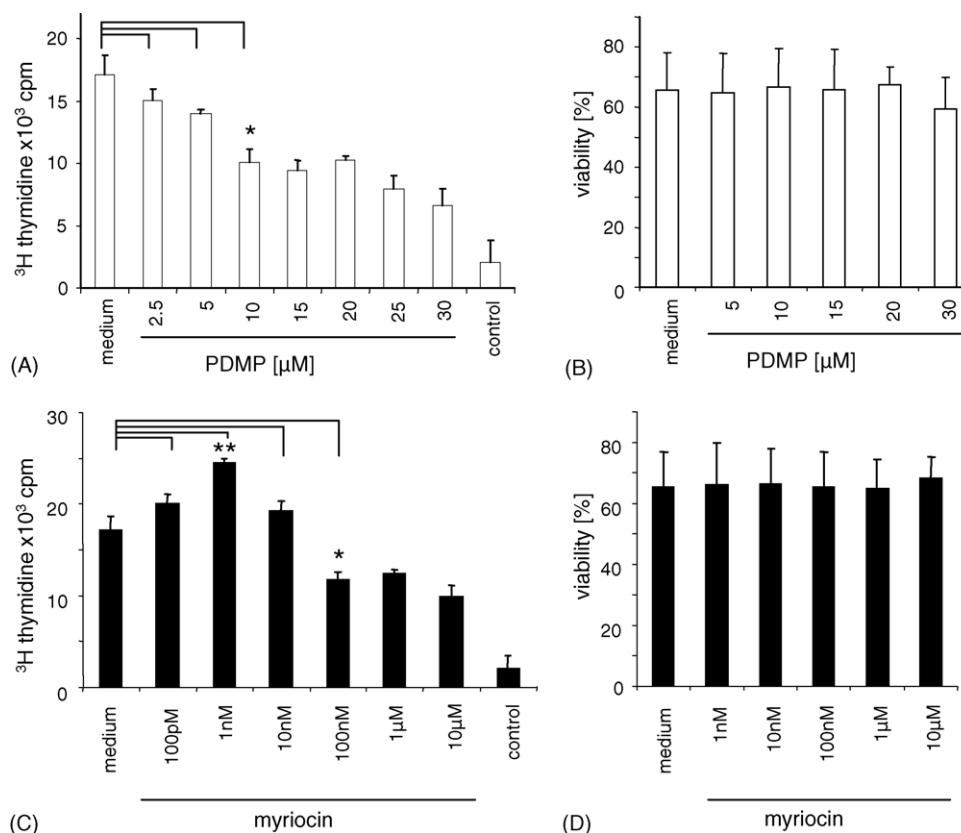 ³H thymidine x10³ cpm
20
15
10
5
0
*
medium
2.5
5
10
15
20
25
30
control
PDMP [µM]
(A)
viability [%]
80
60
40
20
0
medium
5
10
15
20
30
PDMP [µM]
(B)
³H thymidine x10³ cpm
30
20
10
0
**
*
medium
100pM
1nM
10nM
100nM
1µM
10µM
control
myriocin
(C)
viability [%]
80
60
40
20
0
medium
1nM
10nM
100nM
1µM
10µM
myriocin
(D)